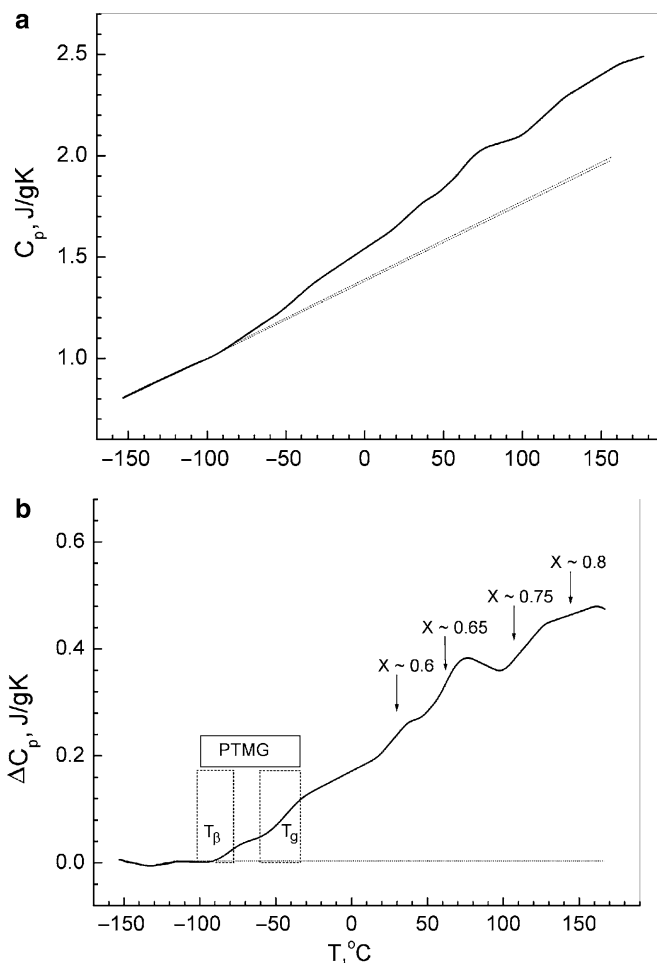 a
2.5
2.0
1.5
1.0
Cp, J/gK
−150 −100 −50 0 50 100 150
b
0.6
0.4
0.2
0.0
ΔCp, J/gK
X ~ 0.8
X ~ 0.75
X ~ 0.65
X ~ 0.6
PTMG
Tβ Tg
−150 −100 −50 0 50 100 150
T,°C